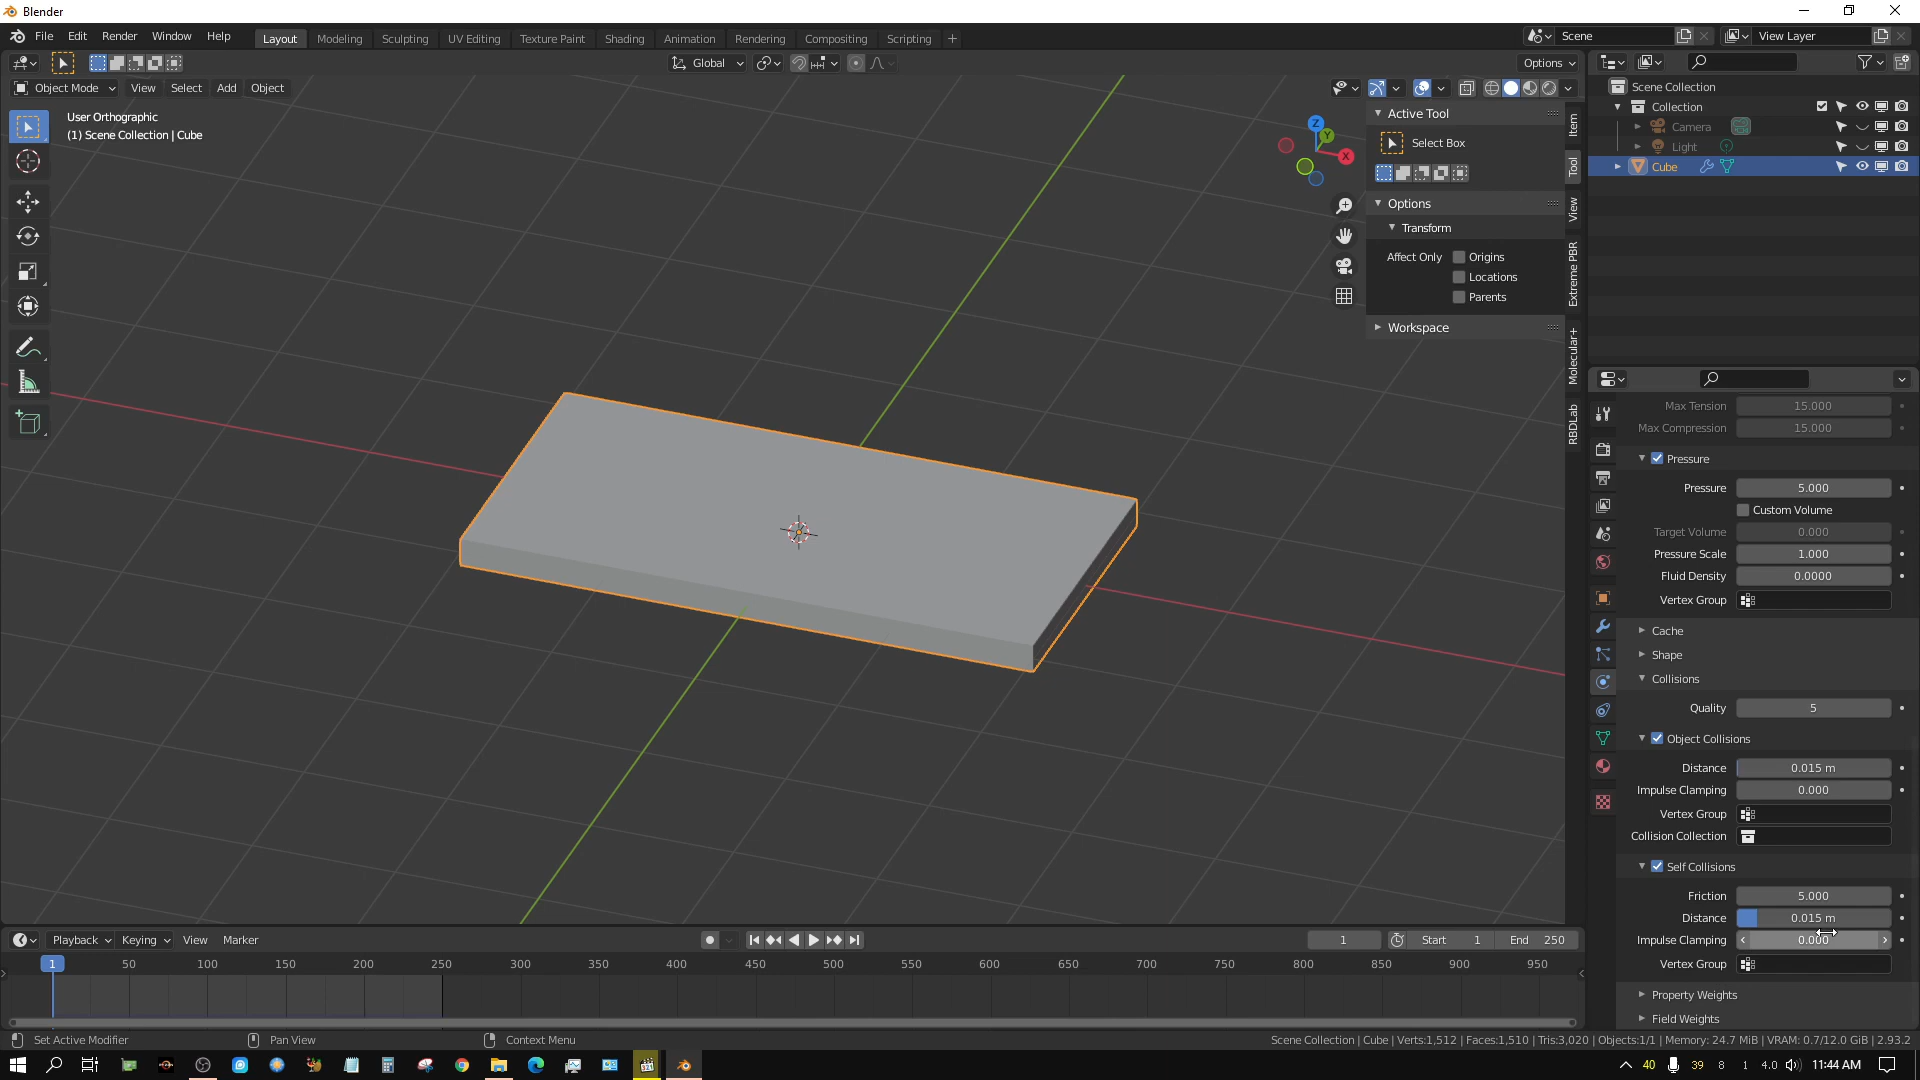 Blender
File Edit Render Window Help
Layout Modeling Sculpting UV Editing Texture Paint Shading Animation Rendering Compositing Scripting +
Scene
View Layer
Global
Options
Object Mode View Select Add Object
User Orthographic
(1) Scene Collection | Cube
Z
Y
X
Active Tool
Select Box
Options
Transform
Affect Only Origins
Locations
Parents
Workspace
Item
Tool
View
Extreme PBR
Molecular+
RBDLab
Scene Collection
Collection
Camera
Light
Cube
Max Tension 15.000
Max Compression 15.000
Pressure
Pressure 5.000
Custom Volume
Target Volume 0.000
Pressure Scale 1.000
Fluid Density 0.0000
Vertex Group
Cache
Shape
Collisions
Quality 5
Object Collisions
Distance 0.015 m
Impulse Clamping 0.000
Vertex Group
Collision Collection
Self Collisions
Friction 5.000
Distance 0.015 m
Impulse Clamping 0.000
Vertex Group
Property Weights
Field Weights
Playback Keying View Marker
1 Start 1 End 250
1 50 100 150 200 250 300 350 400 450 500 550 600 650 700 750 800 850 900 950
Set Active Modifier Pan View Context Menu
Scene Collection | Cube | Verts:1,512 | Faces:1,510 | Tris:3,020 | Objects:1/1 | Memory: 24.7 MiB | VRAM: 0.7/12.0 GiB | 2.93.2
40 39 8 1 4.0 11:44 AM